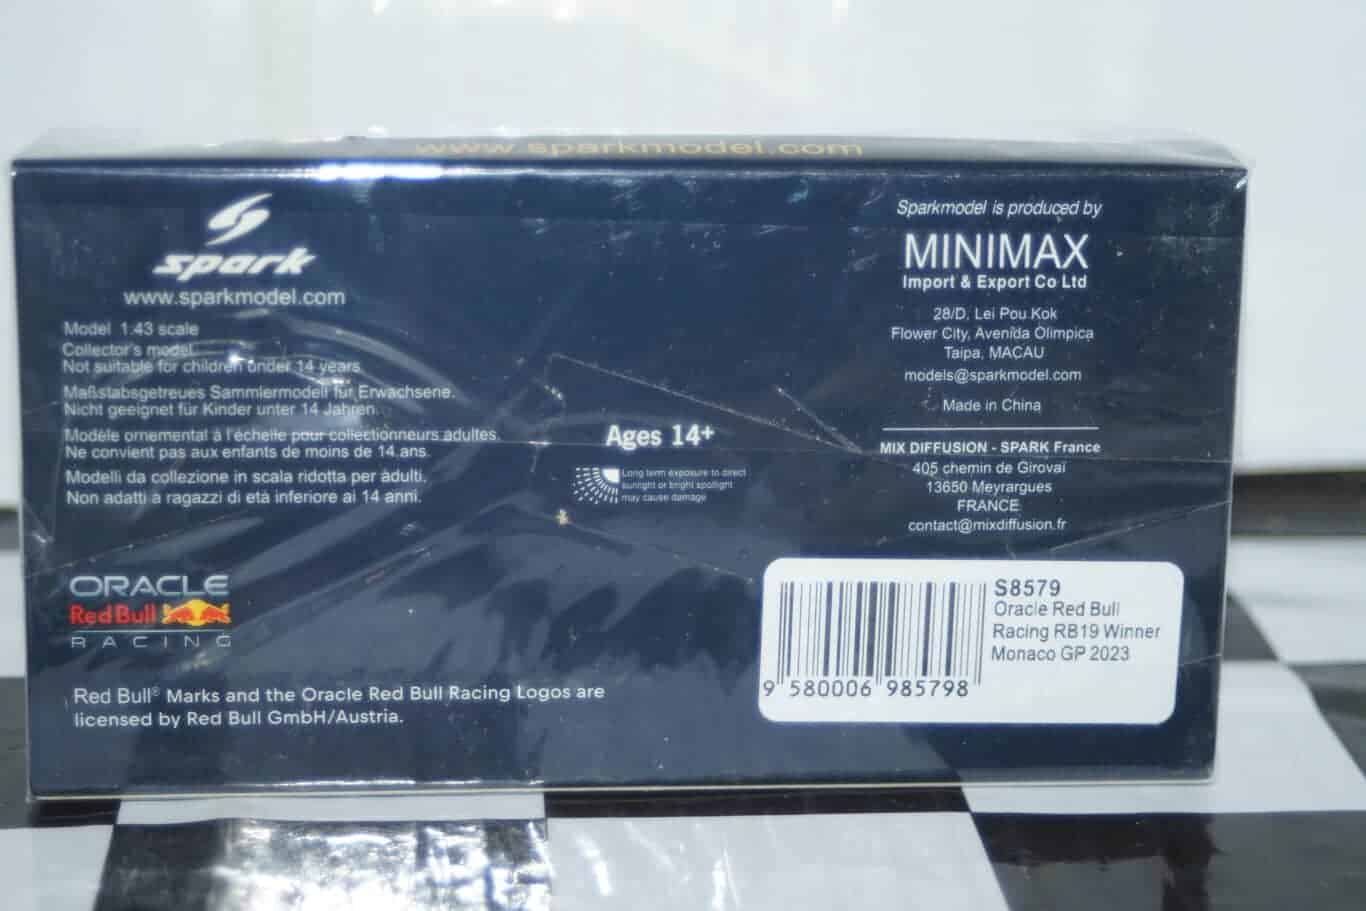 www.sparkmodel.com
spark
www.sparkmodel.com
Model 1:43 scale
Collector's model
Not suitable for children onder 14 years
Maßstabsgetreues Sammlermodell für Erwachsene.
Nicht geeignet für Kinder unter 14 Jahren.
Modèle ornemental à l'échelle pour collectionneurs adultes.
Ne convient pas aux enfants de moins de 14 ans.
Modelli da collezione in scala ridotta per adulti.
Non adatti a ragazzi di età inferiore ai 14 anni.
ORACLE
Red Bull
RACING
Red Bull® Marks and the Oracle Red Bull Racing Logos are
licensed by Red Bull GmbH/Austria.
Ages 14+
Long term exposure to direct
sunlight or bright spotlight
may cause damage
Sparkmodel is produced by
MINIMAX
Import & Export Co Ltd
28/D, Lei Pou Kok
Flower City, Avenida Olimpica
Taipa, MACAU
models@sparkmodel.com
Made in China
MIX DIFFUSION - SPARK France
405 chemin de Girovaï
13650 Meyrargues
FRANCE
contact@mixdiffusion.fr
S8579
Oracle Red Bull
Racing RB19 Winner
Monaco GP 2023
9 580006 985798